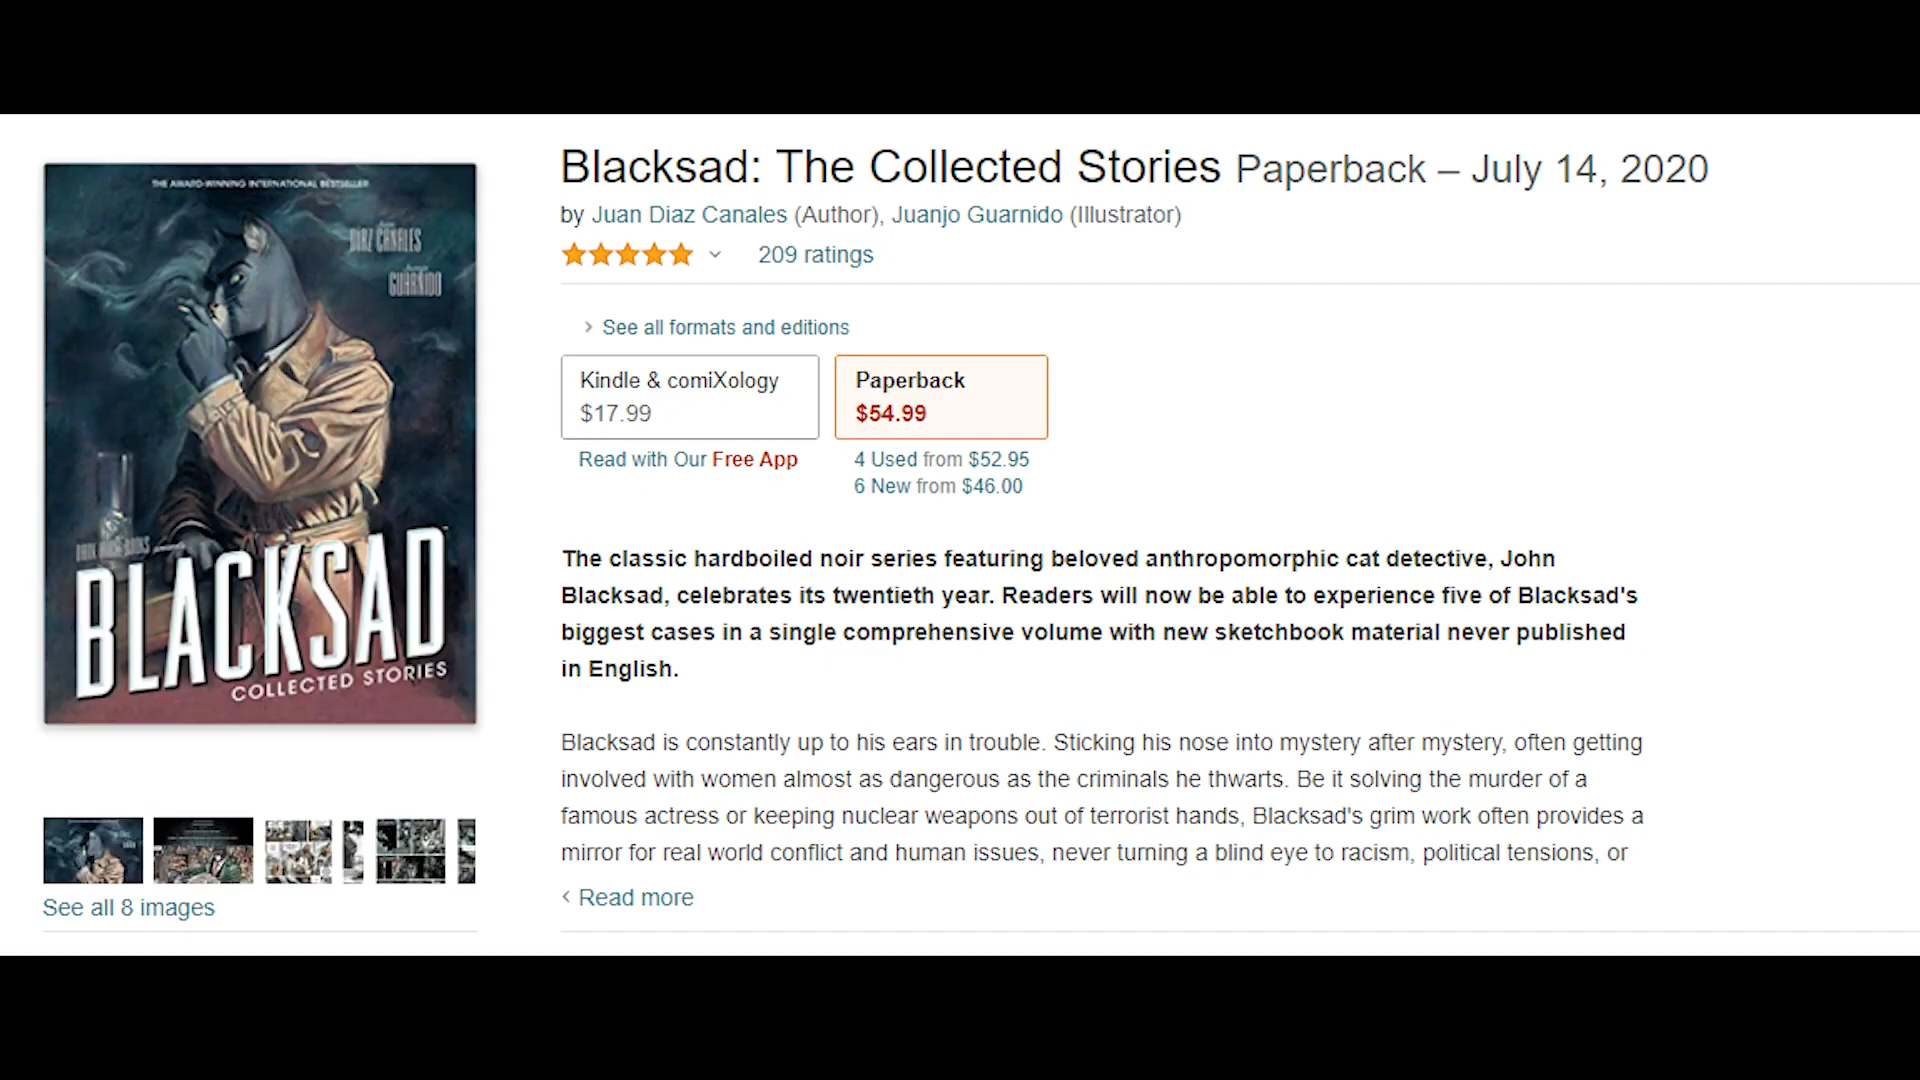 THE AWARD-WINNING INTERNATIONAL BESTSELLER
DÍAZ CANALES
GUARNIDO
DARK HORSE BOOKS
BLACKSAD
COLLECTED STORIES
See all 8 images
Blacksad: The Collected Stories Paperback – July 14, 2020
by Juan Diaz Canales (Author), Juanjo Guarnido (Illustrator)
209 ratings
See all formats and editions
Kindle & comiXology
$17.99
Read with Our Free App
Paperback
$54.99
4 Used from $52.95
6 New from $46.00
The classic hardboiled noir series featuring beloved anthropomorphic cat detective, John
Blacksad, celebrates its twentieth year. Readers will now be able to experience five of Blacksad's
biggest cases in a single comprehensive volume with new sketchbook material never published
in English.
Blacksad is constantly up to his ears in trouble. Sticking his nose into mystery after mystery, often getting
involved with women almost as dangerous as the criminals he thwarts. Be it solving the murder of a
famous actress or keeping nuclear weapons out of terrorist hands, Blacksad's grim work often provides a
mirror for real world conflict and human issues, never turning a blind eye to racism, political tensions, or
Read more